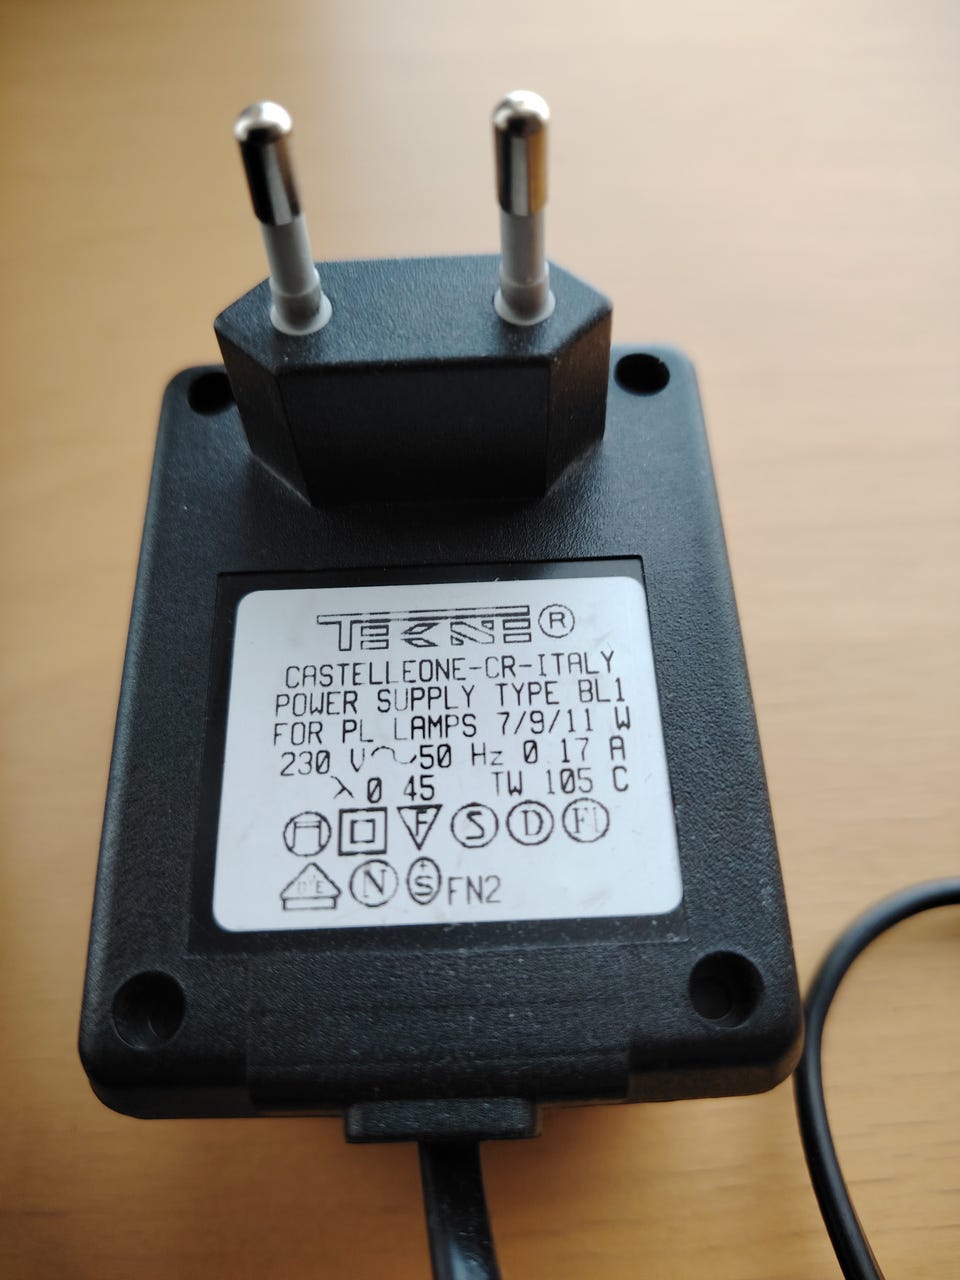 TEKNE ®
CASTELLEONE-CR-ITALY
POWER SUPPLY TYPE BL1
FOR PL LAMPS 7/9/11 W
230 V~50 Hz 0 17 A
λ 0 45 TW 105 C
F S D FI
N +S FN2